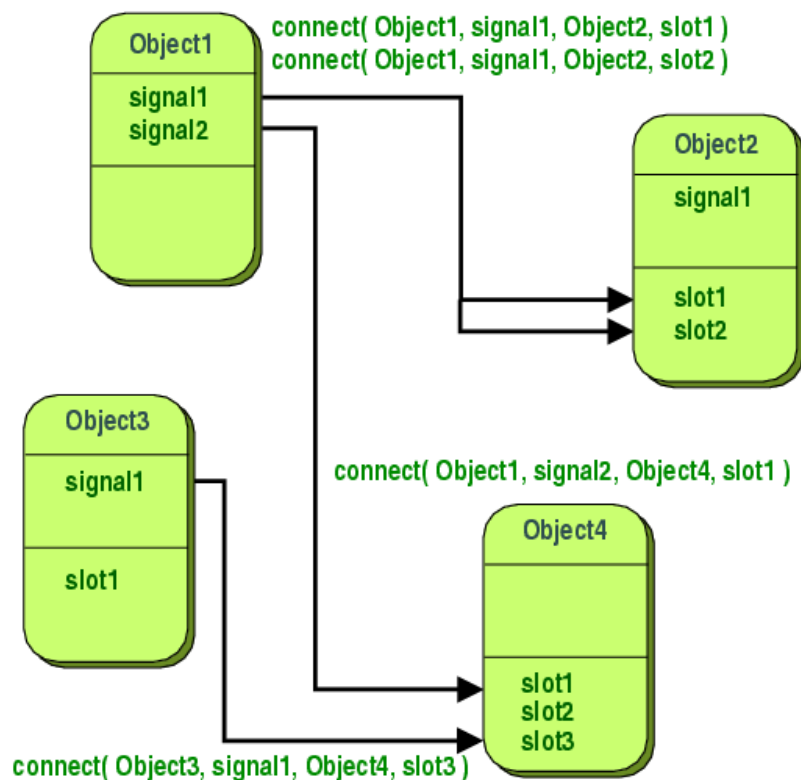 Object1
connect( Object1, signal1, Object2, slot1 )
connect( Object1, signal1, Object2, slot2 )
signal1
signal2
Object2
signal1
slot1
slot2
Object3
signal1
slot1
connect( Object1, signal2, Object4, slot1 )
Object4
slot1
slot2
slot3
connect( Object3, signal1, Object4, slot3 )